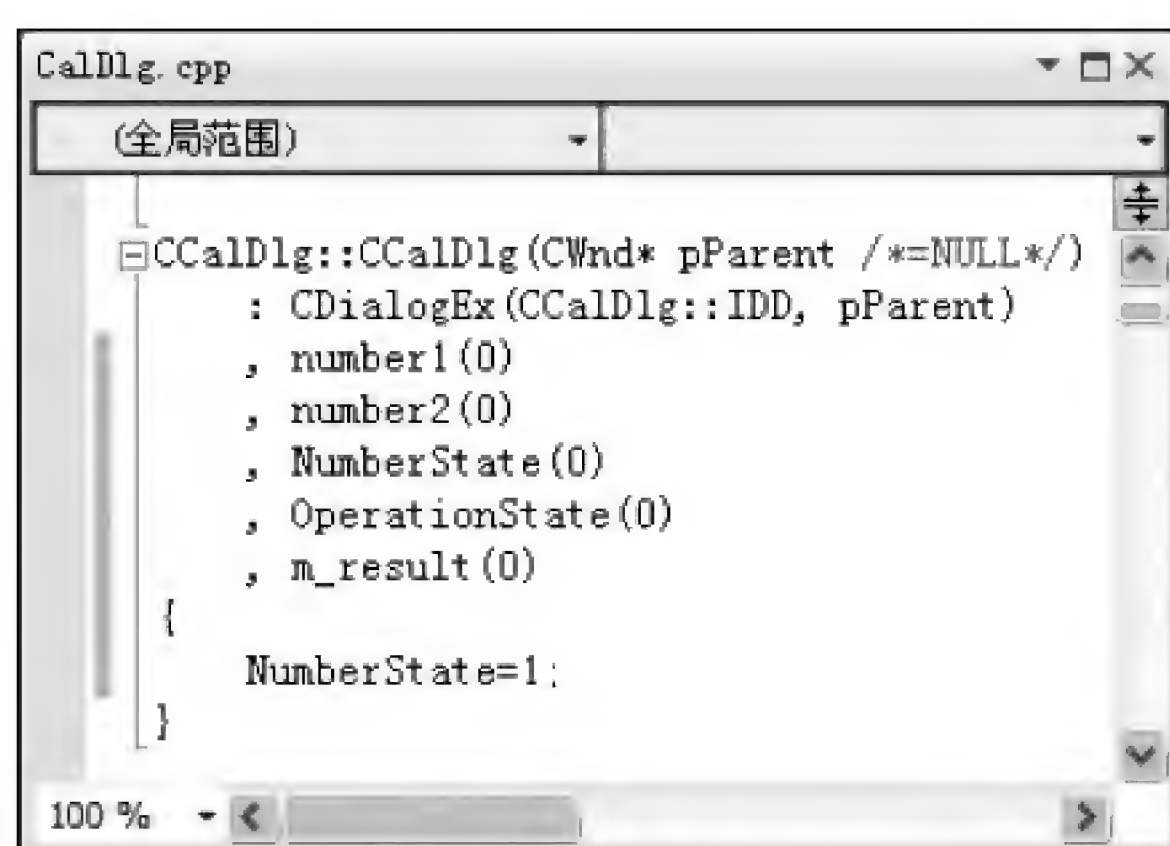 CalDlg.cpp
(全局范围)
CCalDlg::CCalDlg(CWnd* pParent /*=NULL*/)
    : CDialogEx(CCalDlg::IDD, pParent)
    , number1(0)
    , number2(0)
    , NumberState(0)
    , OperationState(0)
    , m_result(0)
{
    NumberState=1;
}
100 %